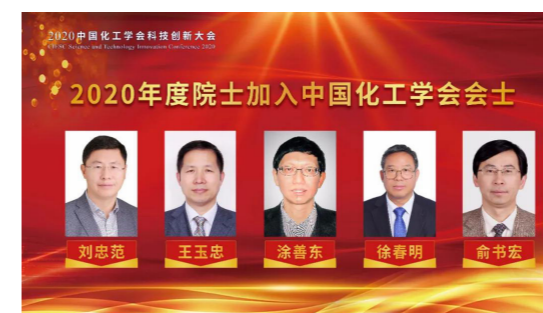 2020中国化工学会科技创新大会
CIESC Science and Technology Innovation Conference 2020
2020年度院士加入中国化工学会会士
刘忠范
王玉忠
涂善东
徐春明
俞书宏